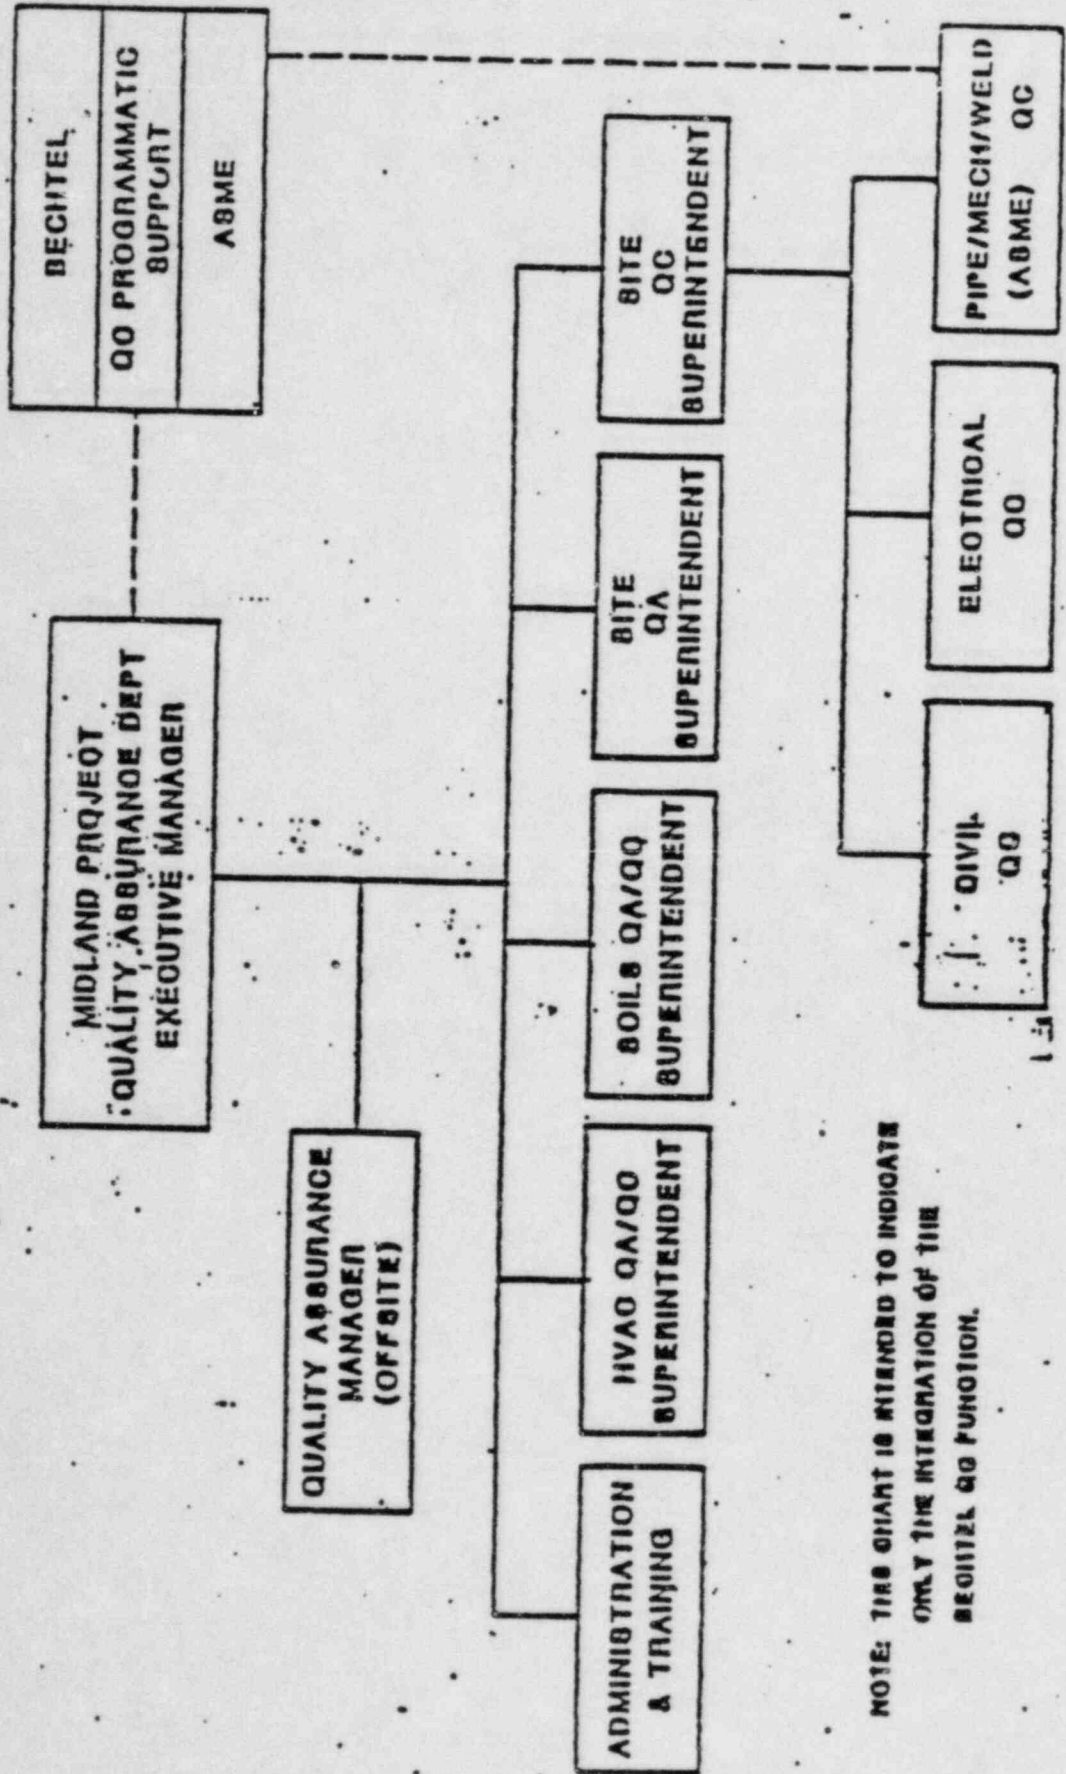 MIDLAND PROJECT
QUALITY ASSURANCE DEPT
EXECUTIVE MANAGER
BECHTEL
QC PROGRAMMATIC
SUPPORT
ASME
QUALITY ASSURANCE
MANAGER
(OFFSITE)
ADMINISTRATION
& TRAINING
HVAC QA/QC
SUPERINTENDENT
SOILS QA/QC
SUPERINTENDENT
SITE
QA
SUPERINTENDENT
SITE
QC
SUPERINTENDENT
CIVIL
QC
ELECTRICAL
QC
PIPE/MECH/WELD
(ASME) QC
NOTE: THIS CHART IS INTENDED TO INDICATE
ONLY THE INTEGRATION OF THE
BECHTEL QC FUNCTION.